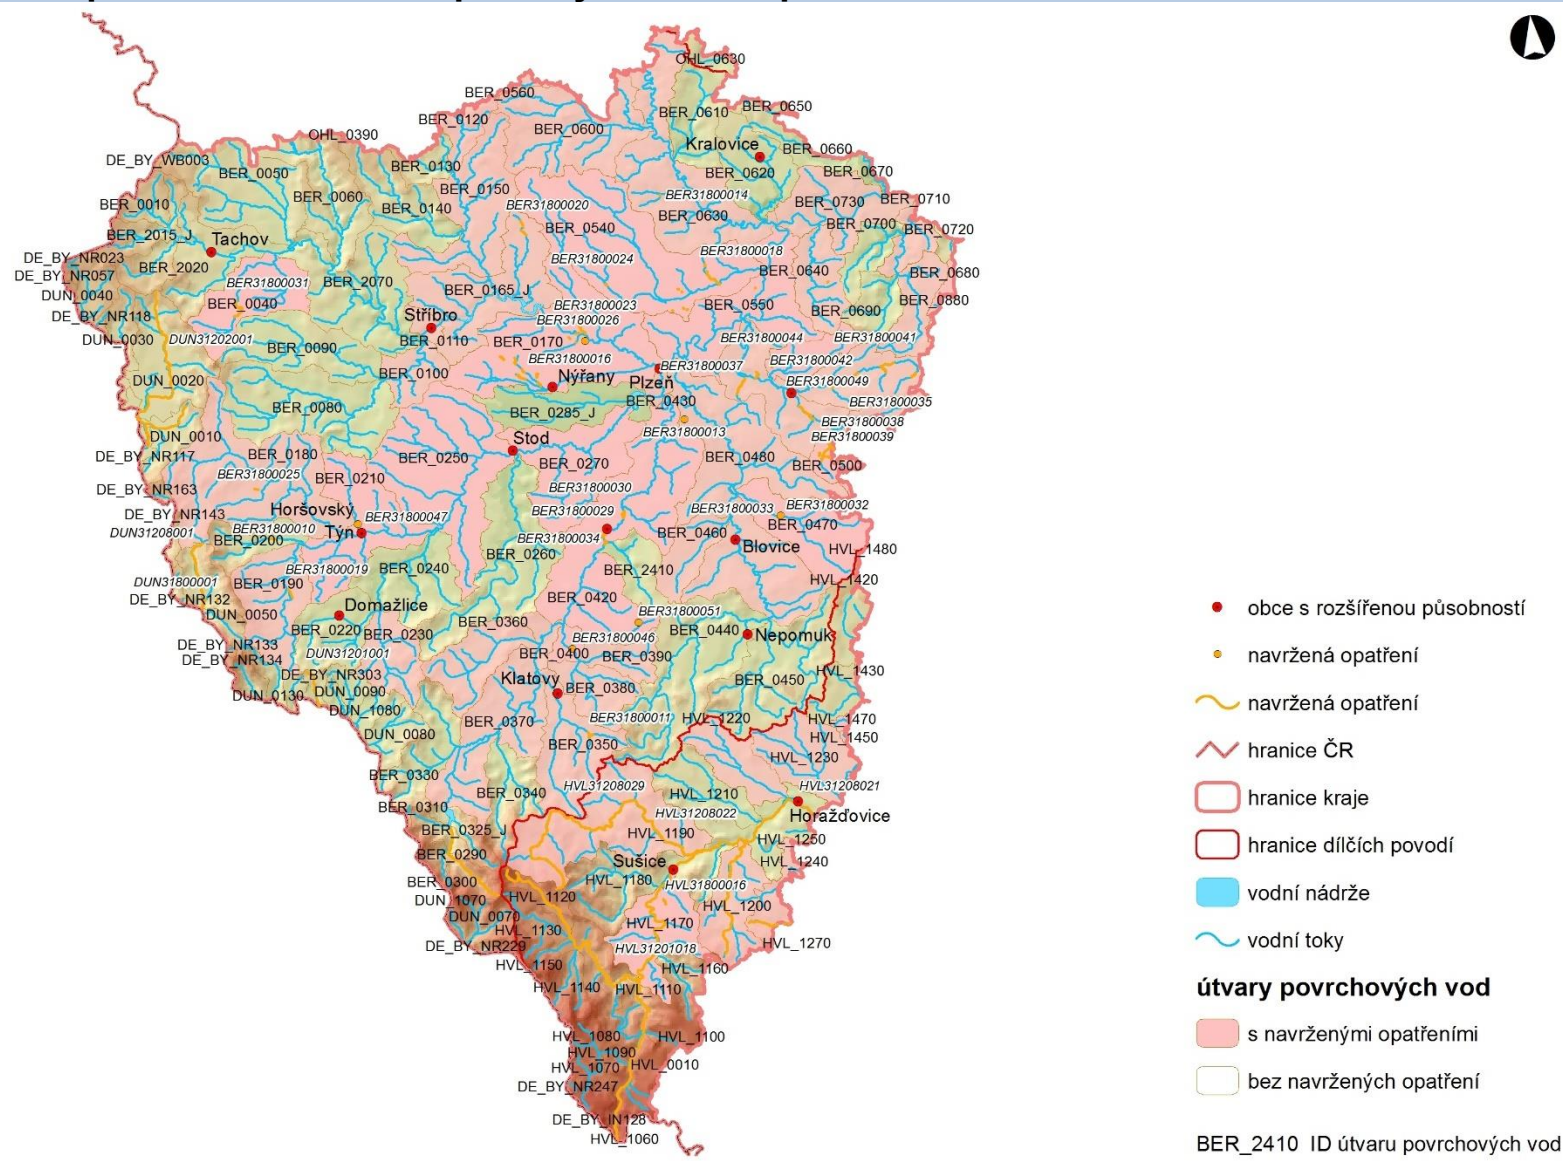 OHL_0630
BER_0560
BER_0610
BER_0650
BER_0120
BER_0600
OHL_0390
Kralovice
BER_0660
DE_BY_WB003
BER_0130
BER_0050
BER_0620
BER_0670
BER_0150
BER_0060
BER31800014
BER_0710
BER_0010
BER31800020
BER_0140
BER_0730
BER_0630
BER_0700
BER_0540
BER_0720
BER_2015_J
Tachov
BER31800018
DE_BY_NR023
BER31800024
BER_2020
BER_0640
BER_0680
DE_BY_NR057
BER31800031
BER_2070
BER_0165_J
DUN_0040
BER_0040
BER31800023
BER_0550
BER_0880
BER_0690
DE_BY_NR118
Stříbro
BER31800026
DUN_0030
DUN31202001
BER_0110
BER_0170
BER31800044
BER31800041
BER_0090
BER31800016
BER31800042
BER31800037
BER_0100
Nýřany
Plzeň
DUN_0020
BER31800049
BER_0430
BER31800035
BER_0080
BER_0285_J
BER31800038
BER31800013
DUN_0010
Stod
BER31800039
DE_BY_NR117
BER_0180
BER_0250
BER_0270
BER_0480
BER_0500
BER31800025
BER_0210
DE_BY_NR163
BER31800030
Horšovský
BER31800029
BER31800033
BER31800032
DE_BY_NR143
BER31800047
BER31800010
BER_0470
DUN31208001
Týn
BER_0460
BER_0200
BER31800034
Blovice
HVL_1480
BER_0260
BER31800019
BER_0240
BER_2410
DUN31800001
BER_0190
HVL_1420
DE_BY_NR132
BER_0420
Domažlice
obce s rozšířenou působností
DUN_0050
BER31800051
BER_0360
BER_0220
BER_0230
BER_0440
Nepomuk
BER31800046
DE_BY_NR133
DUN31201001
BER_0400
BER_0390
navržená opatření
DE_BY_NR134
DE_BY_NR303
HVL_1430
Klatovy
BER_0380
BER_0450
DUN_0130
DUN_0090
navržená opatření
DUN_1080
BER_0370
BER31800011
HVL_1220
HVL_1470
DUN_0080
HVL_1450
BER_0350
hranice ČR
HVL_1230
BER_0330
HVL31208029
HVL31208021
BER_0340
HVL_1210
hranice kraje
BER_0310
HVL31208022
Horažďovice
BER_0325_J
HVL_1190
HVL_1250
hranice dílčích povodí
BER_0290
Sušice
HVL_1240
BER_0300
HVL_1180
HVL31800016
vodní nádrže
DUN_1070
HVL_1120
HVL_1200
DUN_0070
HVL_1170
HVL_1130
vodní toky
DE_BY_NR229
HVL31201018
HVL_1270
HVL_1150
HVL_1160
HVL_1140
HVL_1110
útvary povrchových vod
HVL_1080
HVL_1100
s navrženými opatřeními
HVL_1090
HVL_1070
HVL_0010
DE_BY_NR247
bez navržených opatření
DE_BY_IN128
HVL_1060
BER_2410 ID útvaru povrchových vod